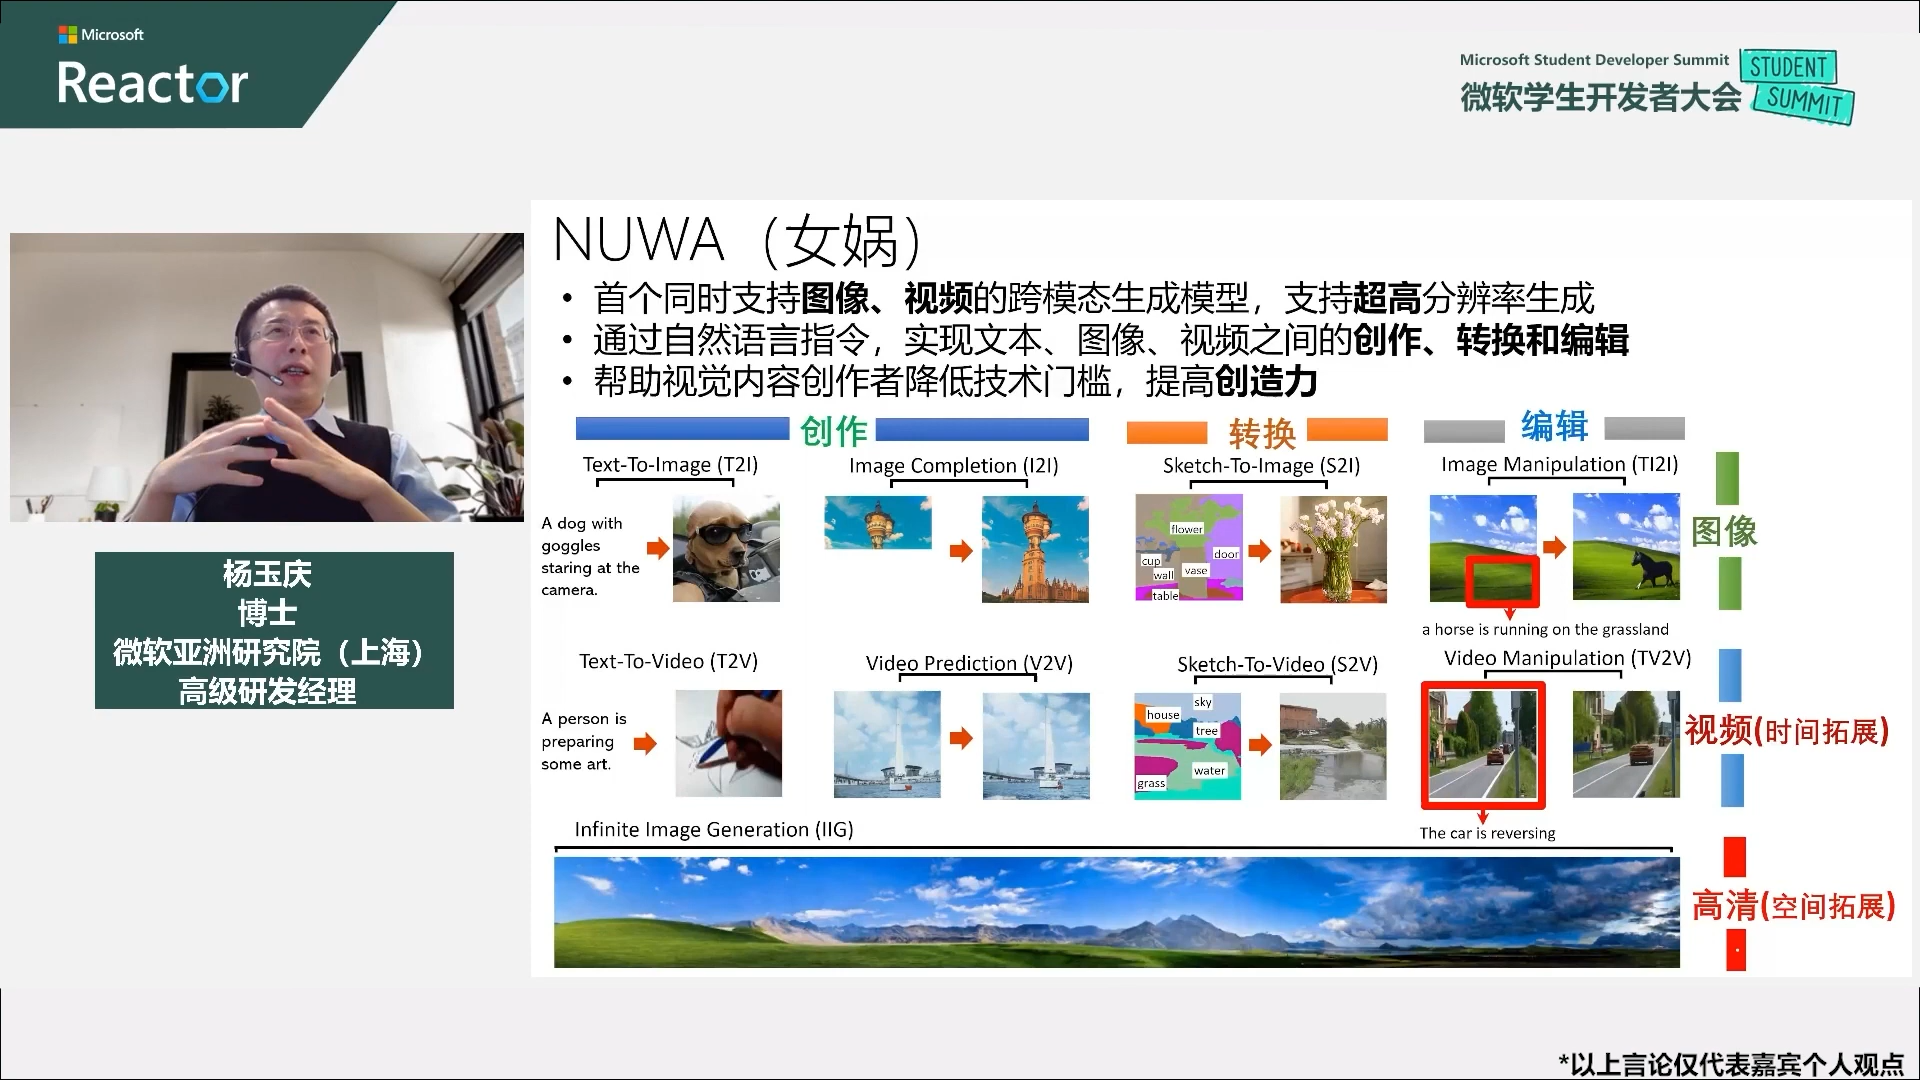 Microsoft
Reactor
Microsoft Student Developer Summit
微软学生开发者大会
STUDENT
SUMMIT
杨玉庆
博士
微软亚洲研究院（上海）
高级研发经理
NUWA（女娲）
• 首个同时支持图像、视频的跨模态生成模型，支持超高分辨率生成
• 通过自然语言指令，实现文本、图像、视频之间的创作、转换和编辑
• 帮助视觉内容创作者降低技术门槛，提高创造力
创作
转换
编辑
Text-To-Image (T2I)
Image Completion (I2I)
Sketch-To-Image (S2I)
Image Manipulation (TI2I)
A dog with
goggles
staring at the
camera.
flower
door
cup
wall
vase
table
a horse is running on the grassland
图像
Text-To-Video (T2V)
Video Prediction (V2V)
Sketch-To-Video (S2V)
Video Manipulation (TV2V)
A person is
preparing
some art.
sky
house
tree
water
grass
The car is reversing
视频(时间拓展)
Infinite Image Generation (IIG)
高清(空间拓展)
*以上言论仅代表嘉宾个人观点